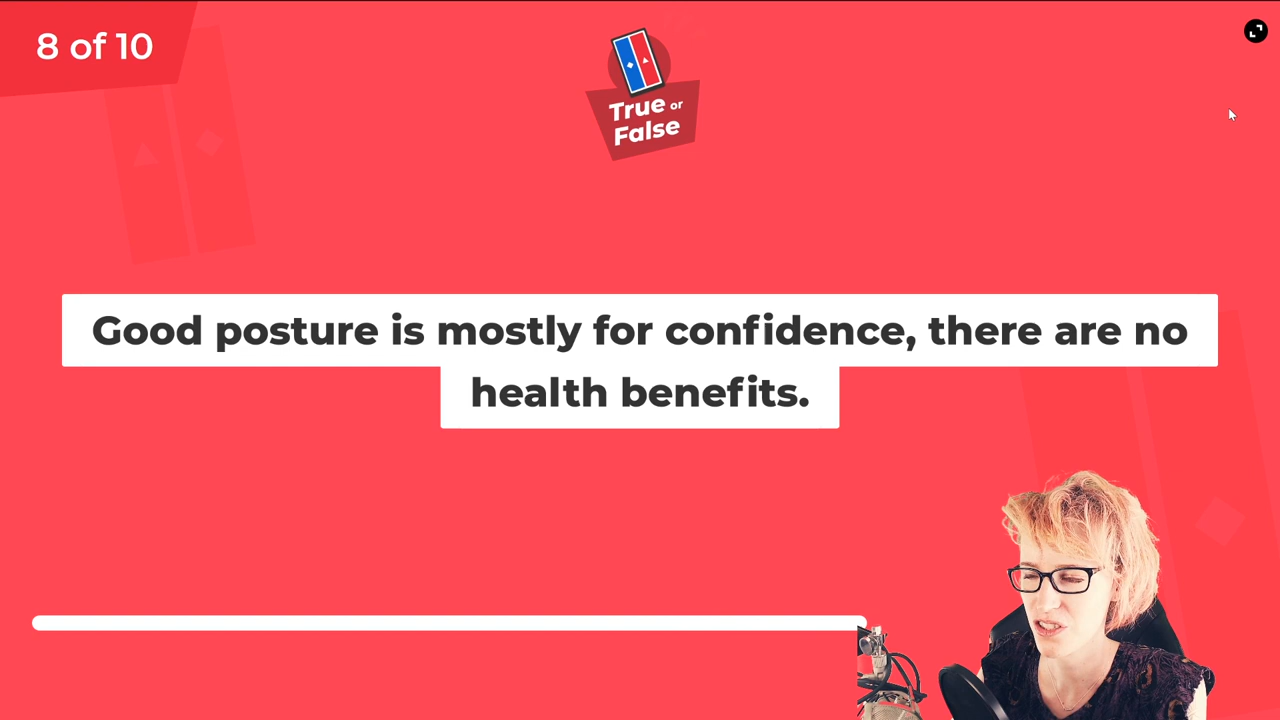 8 of 10
True or
False
Good posture is mostly for confidence, there are no
health benefits.